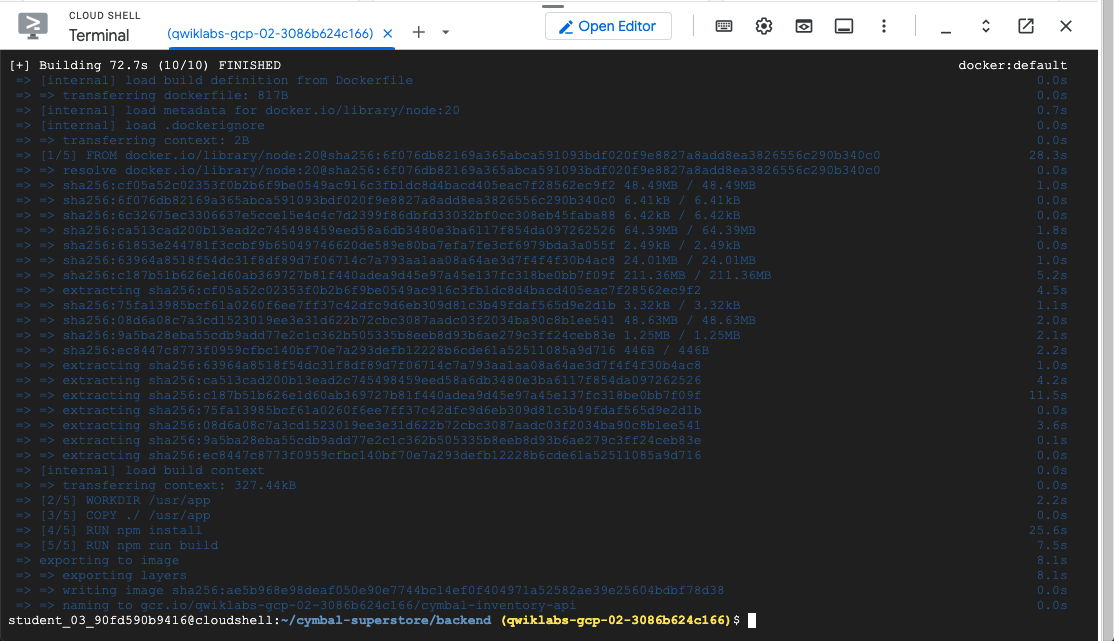 CLOUD SHELL
Terminal
(qwiklabs-gcp-02-3086b624c166)
Open Editor
[+] Building 72.7s (10/10) FINISHED docker:default
=> [internal] load build definition from Dockerfile 0.0s
=> => transferring dockerfile: 817B 0.0s
=> [internal] load metadata for docker.io/library/node:20 0.7s
=> [internal] load .dockerignore 0.0s
=> => transferring context: 2B 0.0s
=> [1/5] FROM docker.io/library/node:20@sha256:6f076db82169a365abca591093bdf020f9e8827a8add8ea3826556c290b340c0 28.3s
=> => resolve docker.io/library/node:20@sha256:6f076db82169a365abca591093bdf020f9e8827a8add8ea3826556c290b340c0 0.0s
=> => sha256:cf05a52c02353f0b2b6f9be0549ac916c3fb1dc8d4bacd405eac7f28562ec9f2 48.49MB / 48.49MB 1.0s
=> => sha256:6f076db82169a365abca591093bdf020f9e8827a8add8ea3826556c290b340c0 6.41kB / 6.41kB 0.0s
=> => sha256:6c32675ec3306637e5cce15e4c4c7d2399f86dbfd33032bf0cc308eb45faba88 6.42kB / 6.42kB 0.0s
=> => sha256:ca513cad200b13ead2c745498459eed58a6db3480e3ba6117f854da097262526 64.39MB / 64.39MB 1.8s
=> => sha256:61853e244781f3ccbf9b65049746620de589e80ba7efa7fe3cf6979bda3a055f 2.49kB / 2.49kB 0.0s
=> => sha256:63964a8518f54dc31f8df89d7f06714c7a793aa1aa08a64ae3d7f4f4f30b4ac8 24.01MB / 24.01MB 1.0s
=> => sha256:c187b51b626e1d60ab369727b81f440adea9d45e97a45e137fc318be0bb7f09f 211.36MB / 211.36MB 5.2s
=> => extracting sha256:cf05a52c02353f0b2b6f9be0549ac916c3fb1dc8d4bacd405eac7f28562ec9f2 4.5s
=> => sha256:75fa13985bcf61a0260f6ee7ff37c42dfc9d6eb309d81c3b49fdaf565d9e2d1b 3.32kB / 3.32kB 1.1s
=> => sha256:08d6a08c7a3cd1523019ee3e31d622b72cbc3087aadc03f2034ba90c8b1ee541 48.63MB / 48.63MB 2.0s
=> => sha256:9a5ba28eba55cdb9add77e2c1c362b505335b8eeb8d93b6ae279c3ff24ceb83e 1.25MB / 1.25MB 2.1s
=> => sha256:ec8447c8773f0959cfbc140bf70e7a293defb12228b6cde61a52511085a9d716 446B / 446B 2.2s
=> => extracting sha256:63964a8518f54dc31f8df89d7f06714c7a793aa1aa08a64ae3d7f4f4f30b4ac8 1.0s
=> => extracting sha256:ca513cad200b13ead2c745498459eed58a6db3480e3ba6117f854da097262526 4.2s
=> => extracting sha256:c187b51b626e1d60ab369727b81f440adea9d45e97a45e137fc318be0bb7f09f 11.5s
=> => extracting sha256:75fa13985bcf61a0260f6ee7ff37c42dfc9d6eb309d81c3b49fdaf565d9e2d1b 0.0s
=> => extracting sha256:08d6a08c7a3cd1523019ee3e31d622b72cbc3087aadc03f2034ba90c8b1ee541 3.6s
=> => extracting sha256:9a5ba28eba55cdb9add77e2c1c362b505335b8eeb8d93b6ae279c3ff24ceb83e 0.1s
=> => extracting sha256:ec8447c8773f0959cfbc140bf70e7a293defb12228b6cde61a52511085a9d716 0.0s
=> [internal] load build context 0.0s
=> => transferring context: 327.44kB 0.0s
=> [2/5] WORKDIR /usr/app 2.2s
=> [3/5] COPY ./ /usr/app 0.0s
=> [4/5] RUN npm install 25.6s
=> [5/5] RUN npm run build 7.5s
=> exporting to image 8.1s
=> => exporting layers 8.1s
=> => writing image sha256:ae5b968e98deaf050e90e7744bc14ef0f404971a52582ae39e25604bdbf78d38 0.0s
=> => naming to gcr.io/qwiklabs-gcp-02-3086b624c166/cymbal-inventory-api 0.0s
student_03_90fd590b9416@cloudshell:~/cymbal-superstore/backend (qwiklabs-gcp-02-3086b624c166)$